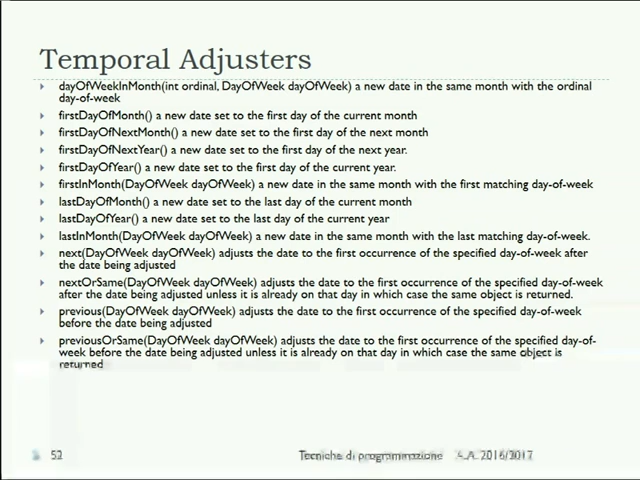 Temporal Adjusters
dayOfWeekInMonth(int ordinal, DayOfWeek dayOfWeek) a new date in the same month with the ordinal
day-of-week
firstDayOfMonth() a new date set to the first day of the current month
firstDayOfNextMonth() a new date set to the first day of the next month
firstDayOfNextYear() a new date set to the first day of the next year.
firstDayOfYear() a new date set to the first day of the current year.
firstInMonth(DayOfWeek dayOfWeek) a new date in the same month with the first matching day-of-week
lastDayOfMonth() a new date set to the last day of the current month
lastDayOfYear() a new date set to the last day of the current year
lastInMonth(DayOfWeek dayOfWeek) a new date in the same month with the last matching day-of-week.
next(DayOfWeek dayOfWeek) adjusts the date to the first occurrence of the specified day-of-week after
the date being adjusted
nextOrSame(DayOfWeek dayOfWeek) adjusts the date to the first occurrence of the specified day-of-week
after the date being adjusted unless it is already on that day in which case the same object is returned.
previous(DayOfWeek dayOfWeek) adjusts the date to the first occurrence of the specified day-of-week
before the date being adjusted
previousOrSame(DayOfWeek dayOfWeek) adjusts the date to the first occurrence of the specified day-of-
week before the date being adjusted unless it is already on that day in which case the same object is
returned
52 Tecniche di programmazione A.A. 2016/2017